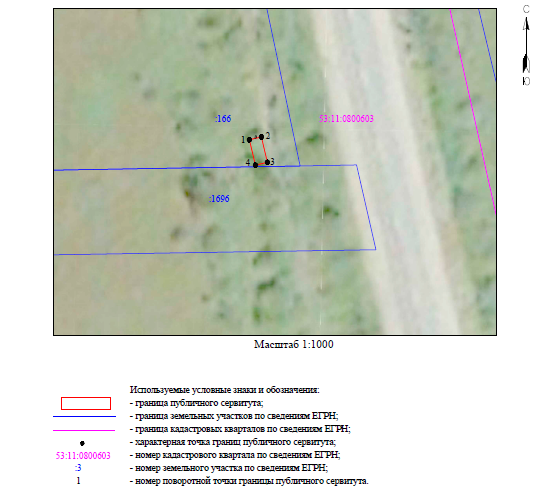 С
Ю
:166
53:11:0800603
1
2
4
3
:1696
Масштаб 1:1000
Используемые условные знаки и обозначения:
- граница публичного сервитута;
- граница земельных участков по сведениям ЕГРН;
- граница кадастровых кварталов по сведениям ЕГРН;
- характерная точка границ публичного сервитута;
53:11:0800603 - номер кадастрового квартала по сведениям ЕГРН;
:3 - номер земельного участка по сведениям ЕГРН;
1 - номер поворотной точки границы публичного сервитута.